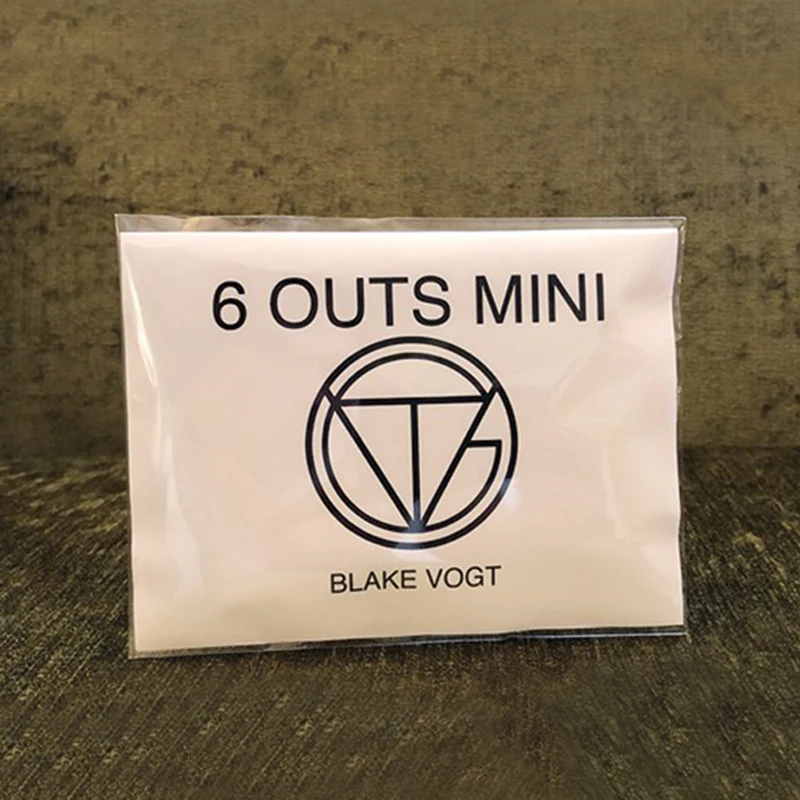 6 OUTS MINI
BLAKE VOGT